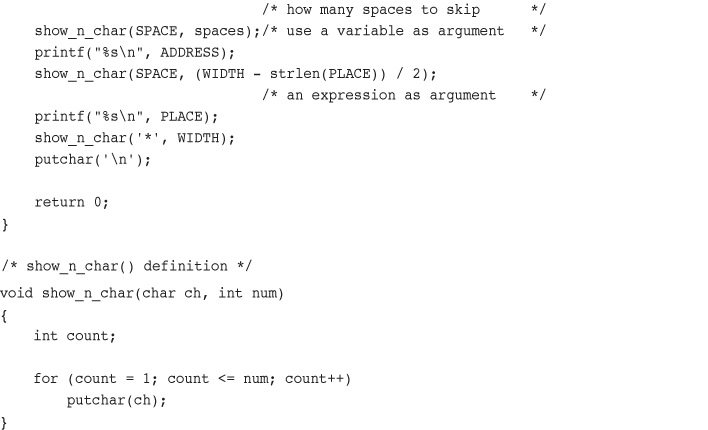 /* how many spaces to skip      */
    show_n_char(SPACE, spaces);/* use a variable as argument   */
    printf("%s\n", ADDRESS);
    show_n_char(SPACE, (WIDTH - strlen(PLACE)) / 2);
                               /* an expression as argument    */
    printf("%s\n", PLACE);
    show_n_char('*', WIDTH);
    putchar('\n');

    return 0;
}

/* show_n_char() definition */
void show_n_char(char ch, int num)
{
    int count;

    for (count = 1; count <= num; count++)
        putchar(ch);
}